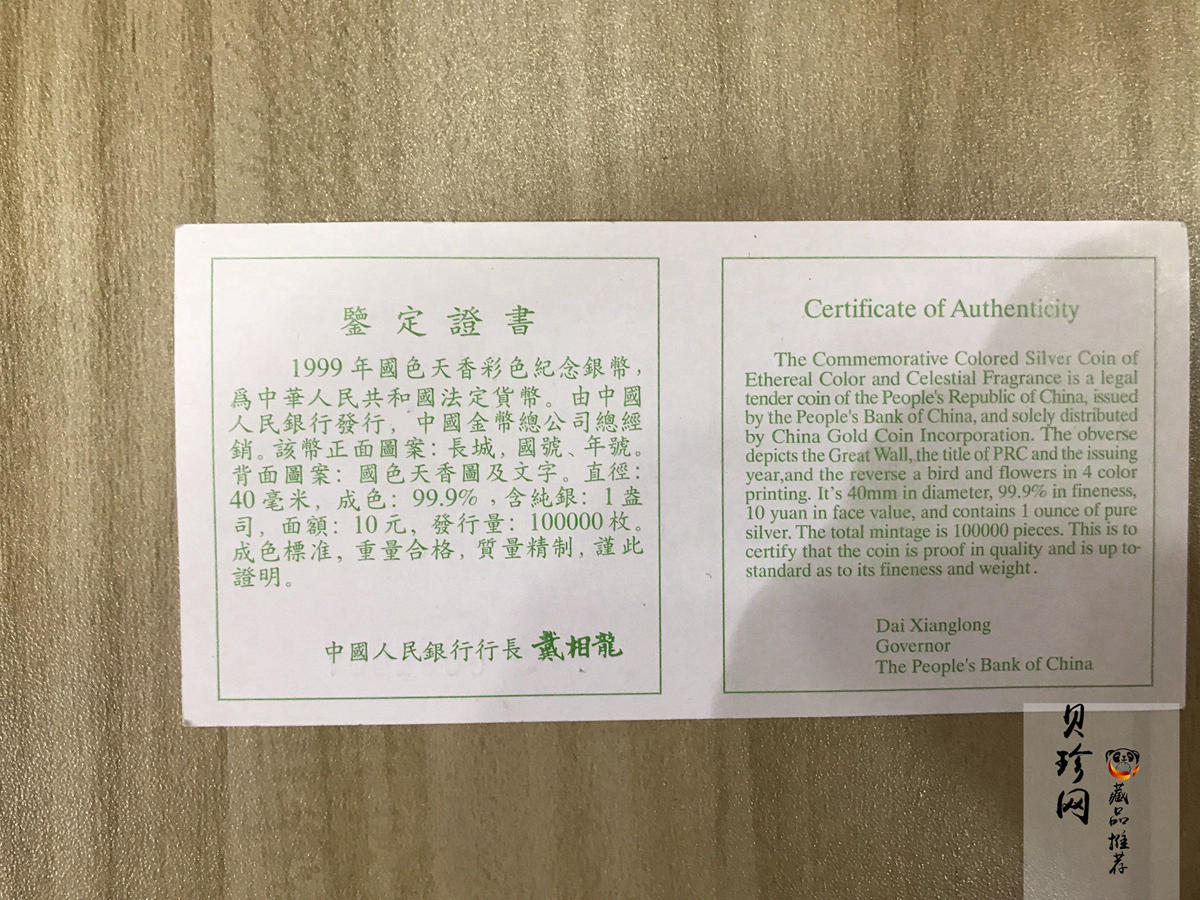 鑒定證書
1999年國色天香彩色紀念銀幣，
爲中華人民共和國法定貨幣。由中國
人民銀行發行，中國金幣總公司總經
銷。該幣正面圖案：長城，國號、年號。
背面圖案：國色天香圖及文字。直徑：
40毫米，成色：99.9%，含純銀：1盎
司，面額：10元，發行量：100000枚。
成色標准，重量合格，質量精制，謹此
證明。
中國人民銀行行長 戴相龍
Certificate of Authenticity
The Commemorative Colored Silver Coin of
Ethereal Color and Celestial Fragrance is a legal
tender coin of the People's Republic of China, issued
by the People's Bank of China, and solely distributed
by China Gold Coin Incorporation. The obverse
depicts the Great Wall, the title of PRC and the issuing
year,and the reverse a bird and flowers in 4 color
printing. It's 40mm in diameter, 99.9% in fineness,
10 yuan in face value, and contains 1 ounce of pure
silver. The total mintage is 100000 pieces. This is to
certify that the coin is proof in quality and is up to-
standard as to its fineness and weight.
Dai Xianglong
Governor
The People's Bank of China
贝珍网
藏品推荐